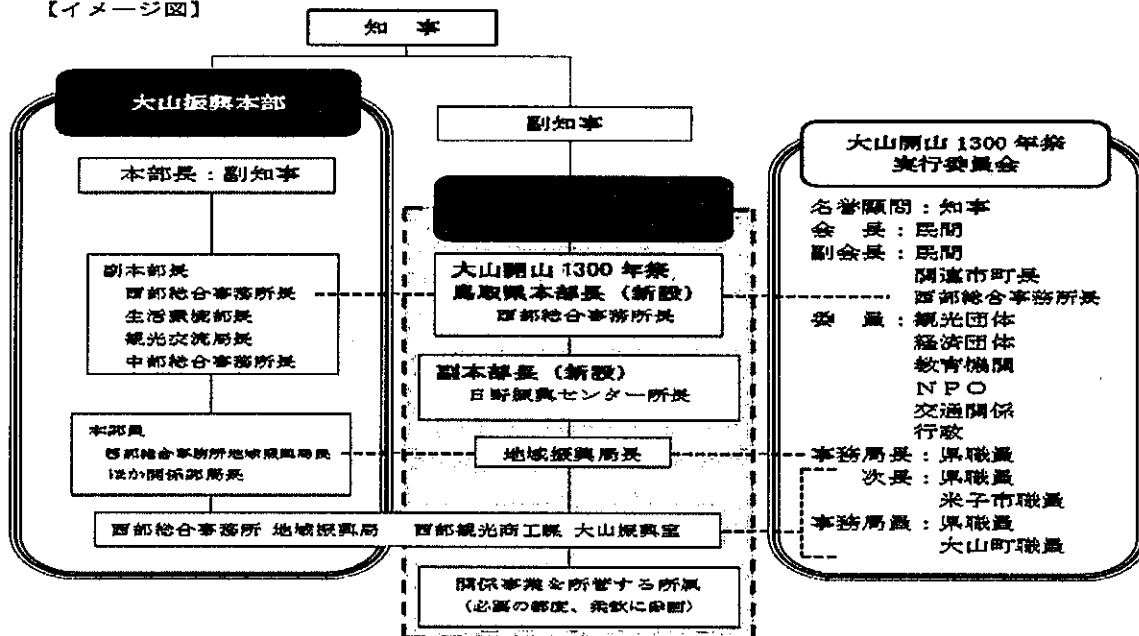 【イメージ図】
知　事
大山振興本部
本部長：副知事
副本部長
西部総合事務所長
生活環境部長
観光交流局長
中部総合事務所長
本部員
西部総合事務所地域振興局長
ほか関係部局長
西部総合事務所 地域振興局　西部観光商工課 大山振興室
副知事
大山開山 1300 年祭
鳥取県本部長（新設）
西部総合事務所長
副本部長（新設）
日野振興センター所長
地域振興局長
関係事業を所管する所属
（必要の都度、柔軟に参画）
大山開山 1300 年祭
実行委員会
名誉顧問：知事
会　長：民間
副会長：民間
関連市町長
西部総合事務所長
委　員：観光団体
経済団体
教育機関
ＮＰＯ
交通関係
行政
事務局長：県職員
次長：県職員
米子市職員
事務局員：県職員
大山町職員